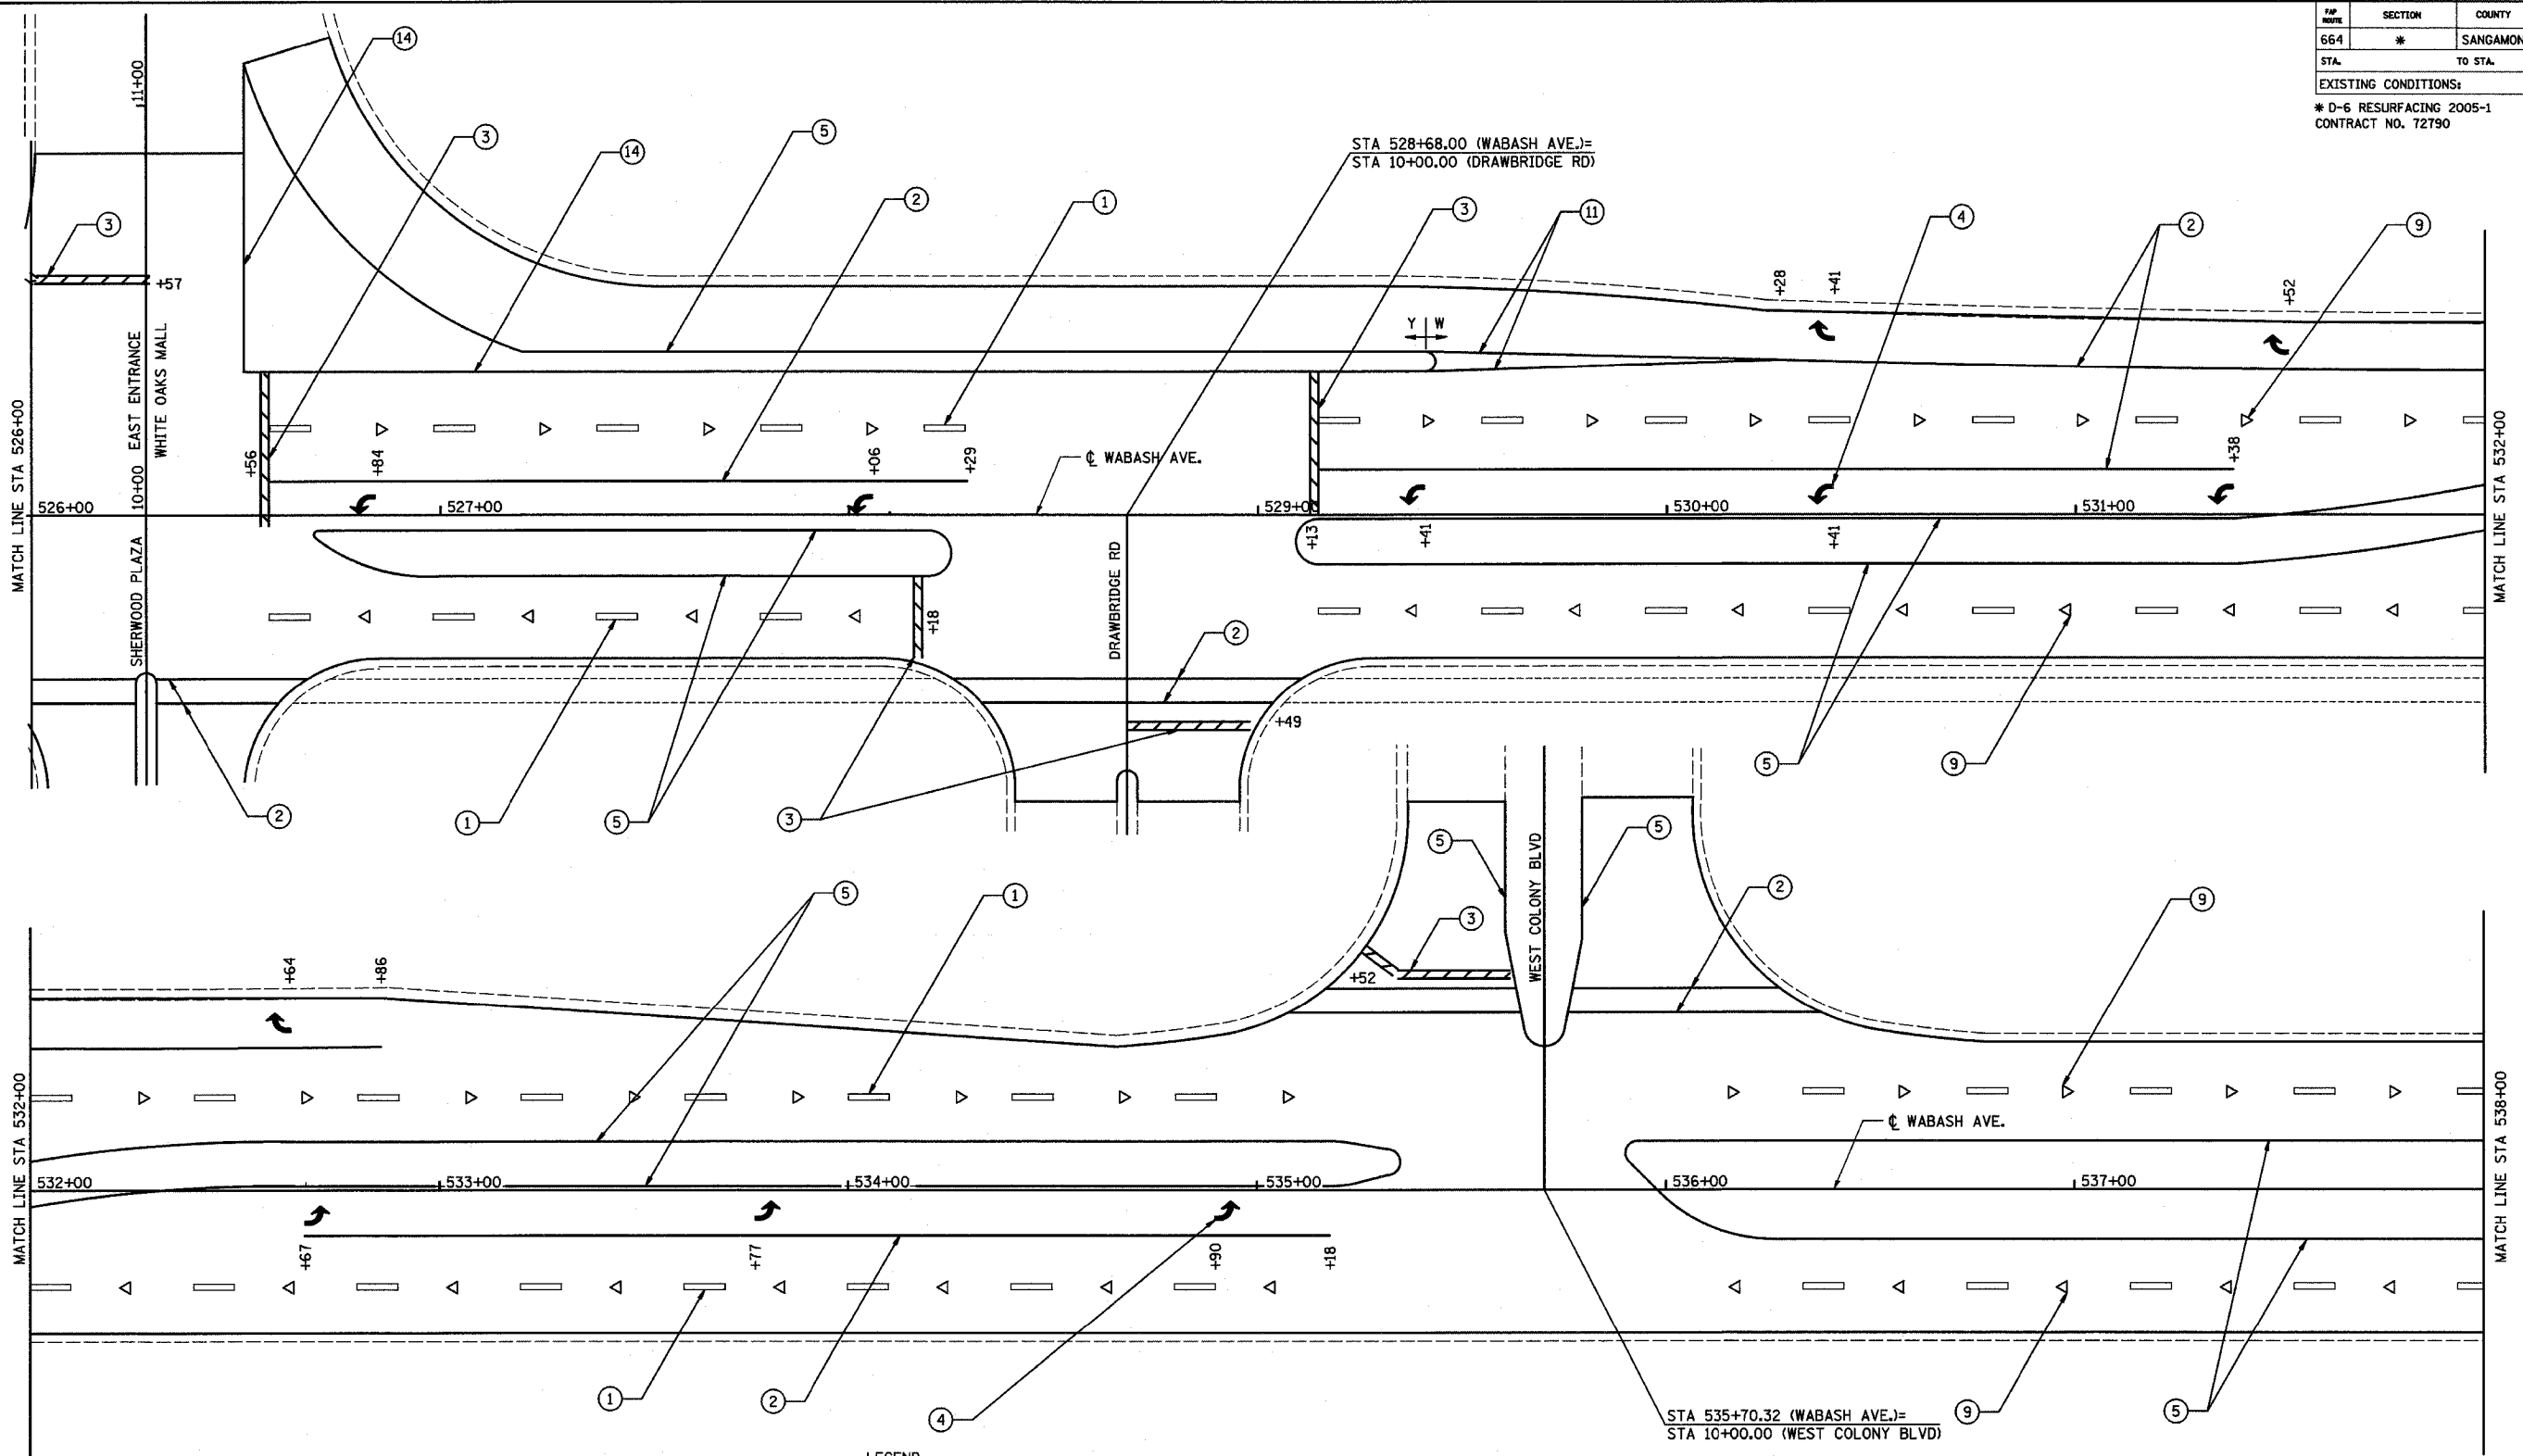 FAP ROUTE SECTION COUNTY
664 * SANGAMON
STA. TO STA.
EXISTING CONDITIONS:
* D-6 RESURFACING 2005-1
CONTRACT NO. 72790
14
11+00
3
14
5
2
1
STA 528+68.00 (WABASH AVE.)=
STA 10+00.00 (DRAWBRIDGE RD)
3
11
4
2
9
3
+57
Y W
+28
+41
+52
MATCH LINE STA 526+00
SHERWOOD PLAZA 10+00 EAST ENTRANCE
WHITE OAKS MALL
+56
+84
+06
+29
℄ WABASH AVE.
+38
MATCH LINE STA 532+00
526+00
527+00
529+00
530+00
531+00
+13
+41
+41
DRAWBRIDGE RD
+18
2
+49
2
1
5
3
5
9
5
5
WEST COLONY BLVD
2
5
1
3
9
+52
+64
+86
MATCH LINE STA 532+00
℄ WABASH AVE.
MATCH LINE STA 538+00
532+00
533+00
534+00
535+00
536+00
537+00
+67
+77
+90
+18
1
2
4
STA 535+70.32 (WABASH AVE.)=
STA 10+00.00 (WEST COLONY BLVD)
9
5
LEGEND